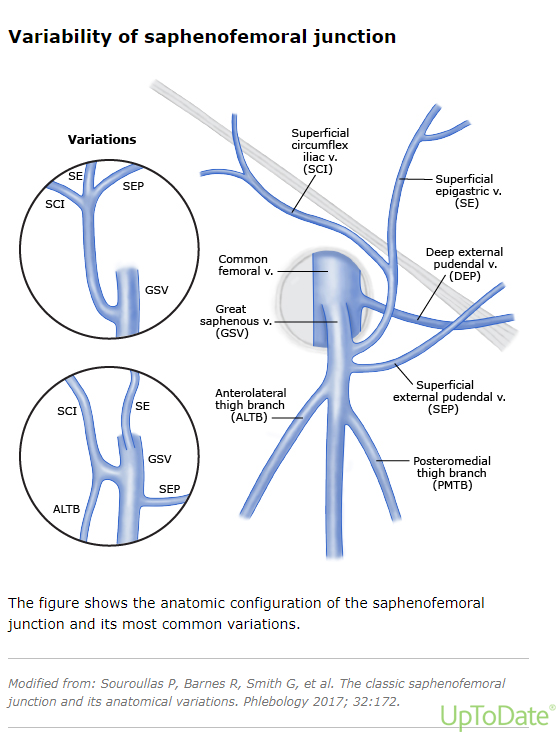 Variability of saphenofemoral junction
Variations
SE
SEP
SCI
GSV
SCI
SE
GSV
SEP
ALTB
Superficial
circumflex
iliac v.
(SCI)
Superficial
epigastric v.
(SE)
Common
femoral v.
Deep external
pudendal v.
(DEP)
Great
saphenous v.
(GSV)
Anterolateral
thigh branch
(ALTB)
Superficial
external pudendal v.
(SEP)
Posteromedial
thigh branch
(PMTB)
The figure shows the anatomic configuration of the saphenofemoral
junction and its most common variations.
Modified from: Souroullas P, Barnes R, Smith G, et al. The classic saphenofemoral
junction and its anatomical variations. Phlebology 2017; 32:172.
UpToDate®